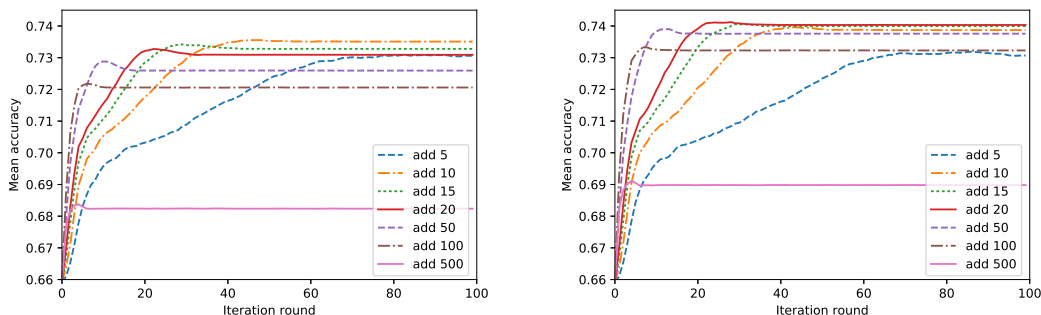 0.74
0.73
0.72
0.71
0.70
0.69
0.68
0.67
0.66
Mean accuracy
0 20 40 60 80 100
Iteration round
add 5
add 10
add 15
add 20
add 50
add 100
add 500
0.74
0.73
0.72
0.71
0.70
0.69
0.68
0.67
0.66
Mean accuracy
0 20 40 60 80 100
Iteration round
add 5
add 10
add 15
add 20
add 50
add 100
add 500